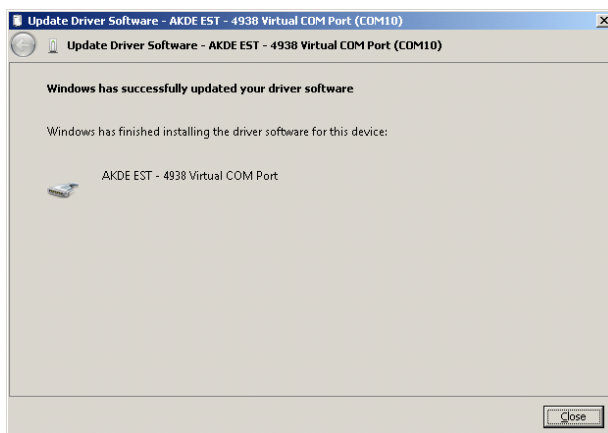 Update Driver Software - AKDE EST - 4938 Virtual COM Port (COM10)
Update Driver Software - AKDE EST - 4938 Virtual COM Port (COM10)
Windows has successfully updated your driver software
Windows has finished installing the driver software for this device:
AKDE EST - 4938 Virtual COM Port
Close